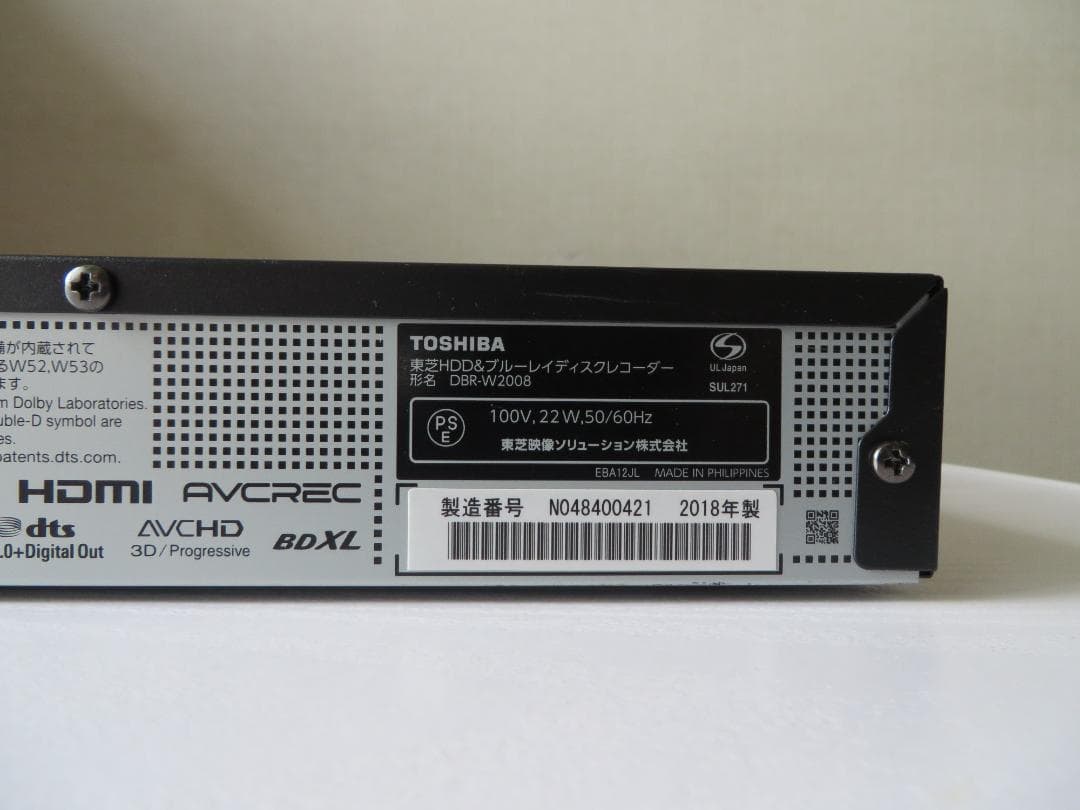 備が内蔵されて
るW52,W53の
ます。
m Dolby Laboratories.
uble-D symbol are
es.
patents.dts.com.
HDMI AVCREC
dts AVCHD
.0+Digital Out 3D/Progressive BDXL
TOSHIBA
東芝HDD&ブルーレイディスクレコーダー
形名 DBR-W2008
S
UL Japan
SUL271
PS
E
100V, 22W, 50/60Hz
東芝映像ソリューション株式会社
EBA12JL MADE IN PHILIPPINES
製造番号 N048400421 2018年製